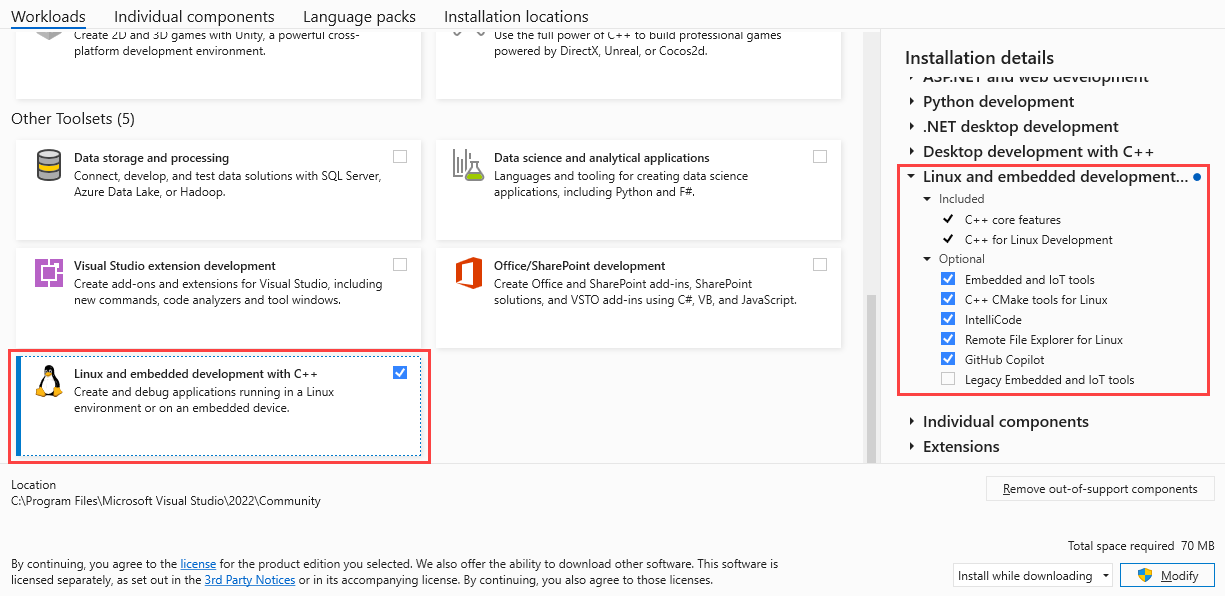 Workloads
Individual components
Language packs
Installation locations
Create 2D and 3D games with Unity, a powerful cross-
platform development environment.
Use the full power of C++ to build professional games
powered by DirectX, Unreal, or Cocos2d.
Other Toolsets (5)
Data storage and processing
Connect, develop, and test data solutions with SQL Server,
Azure Data Lake, or Hadoop.
Data science and analytical applications
Languages and tooling for creating data science
applications, including Python and F#.
Visual Studio extension development
Create add-ons and extensions for Visual Studio, including
new commands, code analyzers and tool windows.
Office/SharePoint development
Create Office and SharePoint add-ins, SharePoint
solutions, and VSTO add-ins using C#, VB, and JavaScript.
Linux and embedded development with C++
Create and debug applications running in a Linux
environment or on an embedded device.
Installation details
ASP.NET and web development
Python development
.NET desktop development
Desktop development with C++
Linux and embedded development...
Included
C++ core features
C++ for Linux Development
Optional
Embedded and IoT tools
C++ CMake tools for Linux
IntelliCode
Remote File Explorer for Linux
GitHub Copilot
Legacy Embedded and IoT tools
Individual components
Extensions
Location
C:\Program Files\Microsoft Visual Studio\2022\Community
Remove out-of-support components
Total space required 70 MB
By continuing, you agree to the license for the product edition you selected. We also offer the ability to download other software. This software is
licensed separately, as set out in the 3rd Party Notices or in its accompanying license. By continuing, you also agree to those licenses.
Install while downloading
Modify